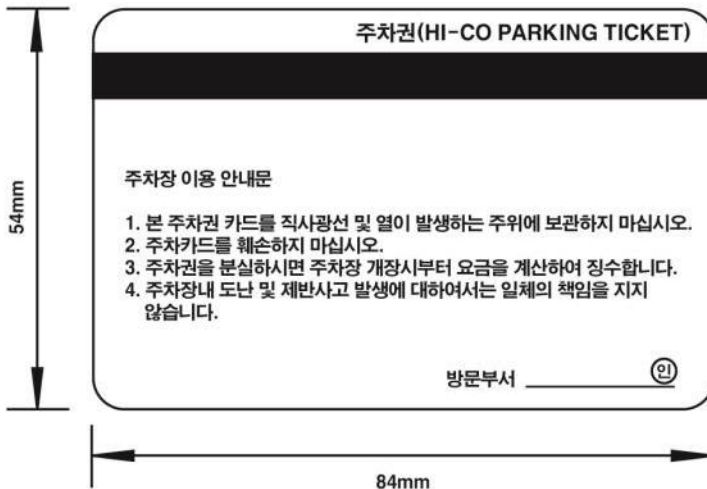 주차권(HI-CO PARKING TICKET)
54mm
주차장 이용 안내문
1. 본 주차권 카드를 직사광선 및 열이 발생하는 주위에 보관하지 마십시오.
2. 주차카드를 훼손하지 마십시오.
3. 주차권을 분실하시면 주차장 개장시부터 요금을 계산하여 징수합니다.
4. 주차장내 도난 및 제반사고 발생에 대하여서는 일체의 책임을 지지
않습니다.
방문부서 ㊞
84mm